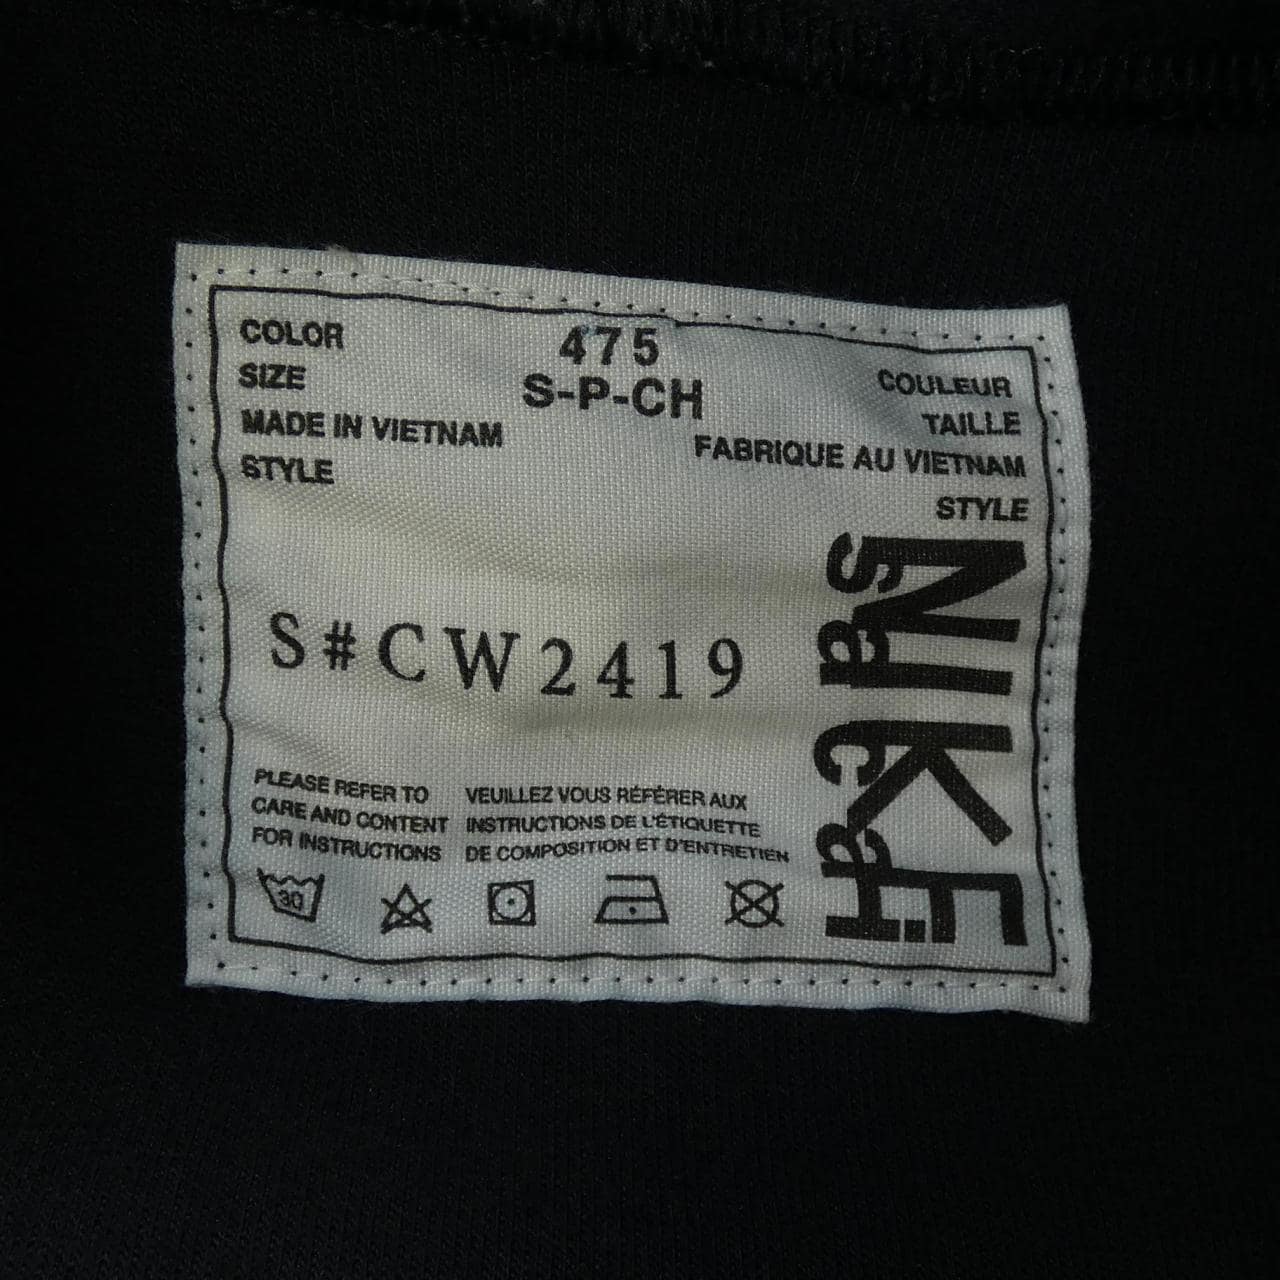 COLOR 475 COULEUR
SIZE S-P-CH TAILLE
MADE IN VIETNAM FABRIQUE AU VIETNAM
STYLE STYLE
S#CW2419
NIKE
sacai
PLEASE REFER TO
CARE AND CONTENT
FOR INSTRUCTIONS
VEUILLEZ VOUS RÉFÉRER AUX
INSTRUCTIONS DE L'ÉTIQUETTE
DE COMPOSITION ET D'ENTRETIEN
30